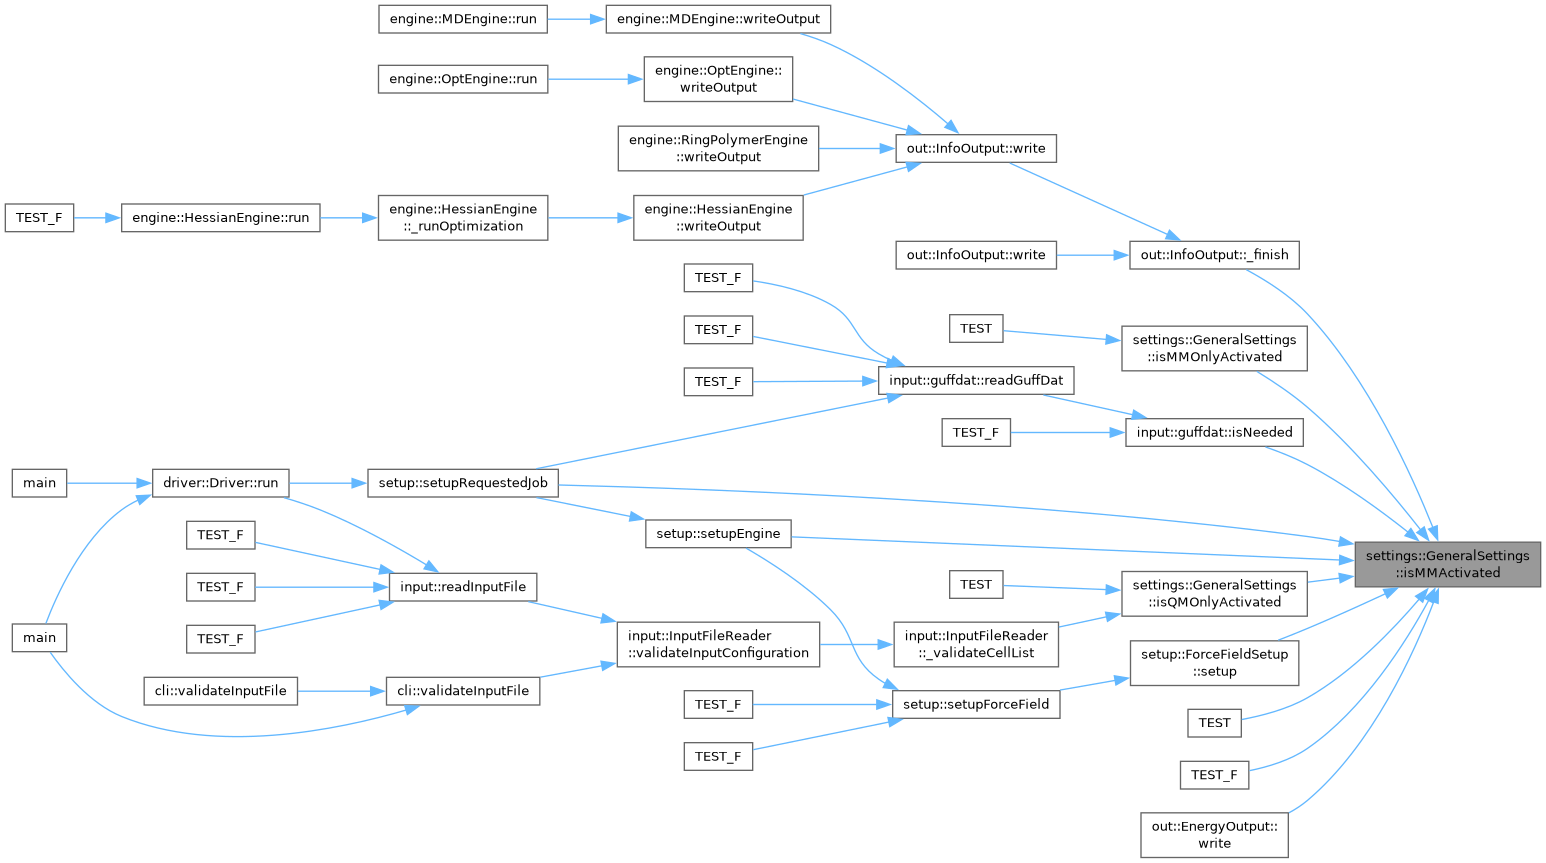 engine::MDEngine::run
engine::MDEngine::writeOutput
engine::OptEngine::run
engine::OptEngine::
writeOutput
engine::RingPolymerEngine
::writeOutput
out::InfoOutput::write
TEST_F
engine::HessianEngine::run
engine::HessianEngine
::_runOptimization
engine::HessianEngine
::writeOutput
out::InfoOutput::write
out::InfoOutput::_finish
TEST_F
TEST_F
TEST
settings::GeneralSettings
::isMMOnlyActivated
TEST_F
input::guffdat::readGuffDat
TEST_F
input::guffdat::isNeeded
main
driver::Driver::run
setup::setupRequestedJob
TEST_F
setup::setupEngine
settings::GeneralSettings
::isMMActivated
TEST_F
input::readInputFile
TEST
settings::GeneralSettings
::isQMOnlyActivated
TEST_F
main
input::InputFileReader
::validateInputConfiguration
input::InputFileReader
::_validateCellList
setup::ForceFieldSetup
::setup
cli::validateInputFile
cli::validateInputFile
TEST_F
setup::setupForceField
TEST
TEST_F
TEST_F
out::EnergyOutput::
write